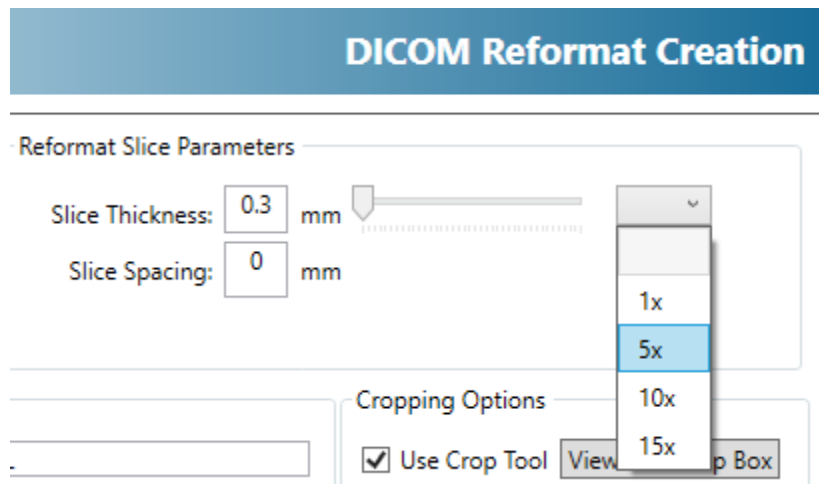 DICOM Reformat Creation
Reformat Slice Parameters
Slice Thickness: 0.3 mm
Slice Spacing: 0 mm
1x
5x
10x
15x
Cropping Options
Use Crop Tool View p Box